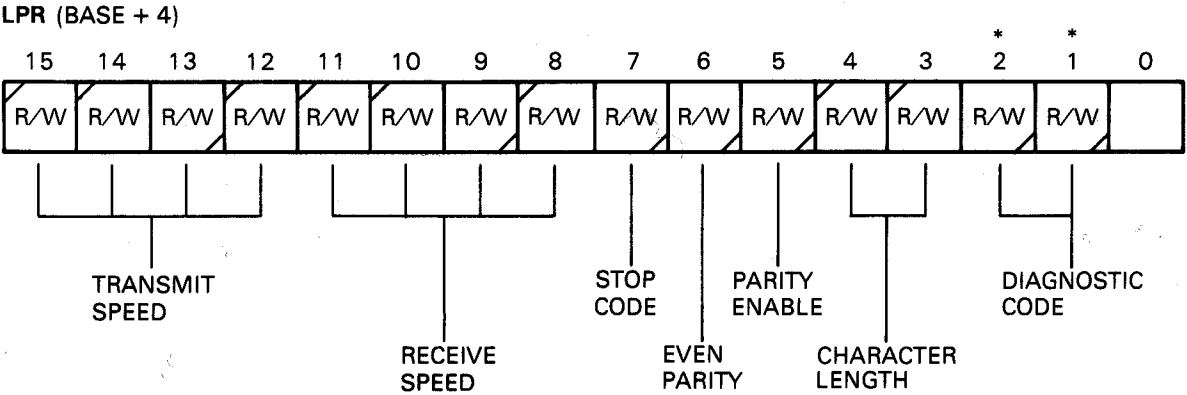 LPR (BASE + 4)
* *
15 14 13 12 11 10 9 8 7 6 5 4 3 2 1 0
R/W R/W R/W R/W R/W R/W R/W R/W R/W R/W R/W R/W R/W R/W R/W
TRANSMIT SPEED
STOP CODE
PARITY ENABLE
DIAGNOSTIC CODE
RECEIVE SPEED
EVEN PARITY
CHARACTER LENGTH